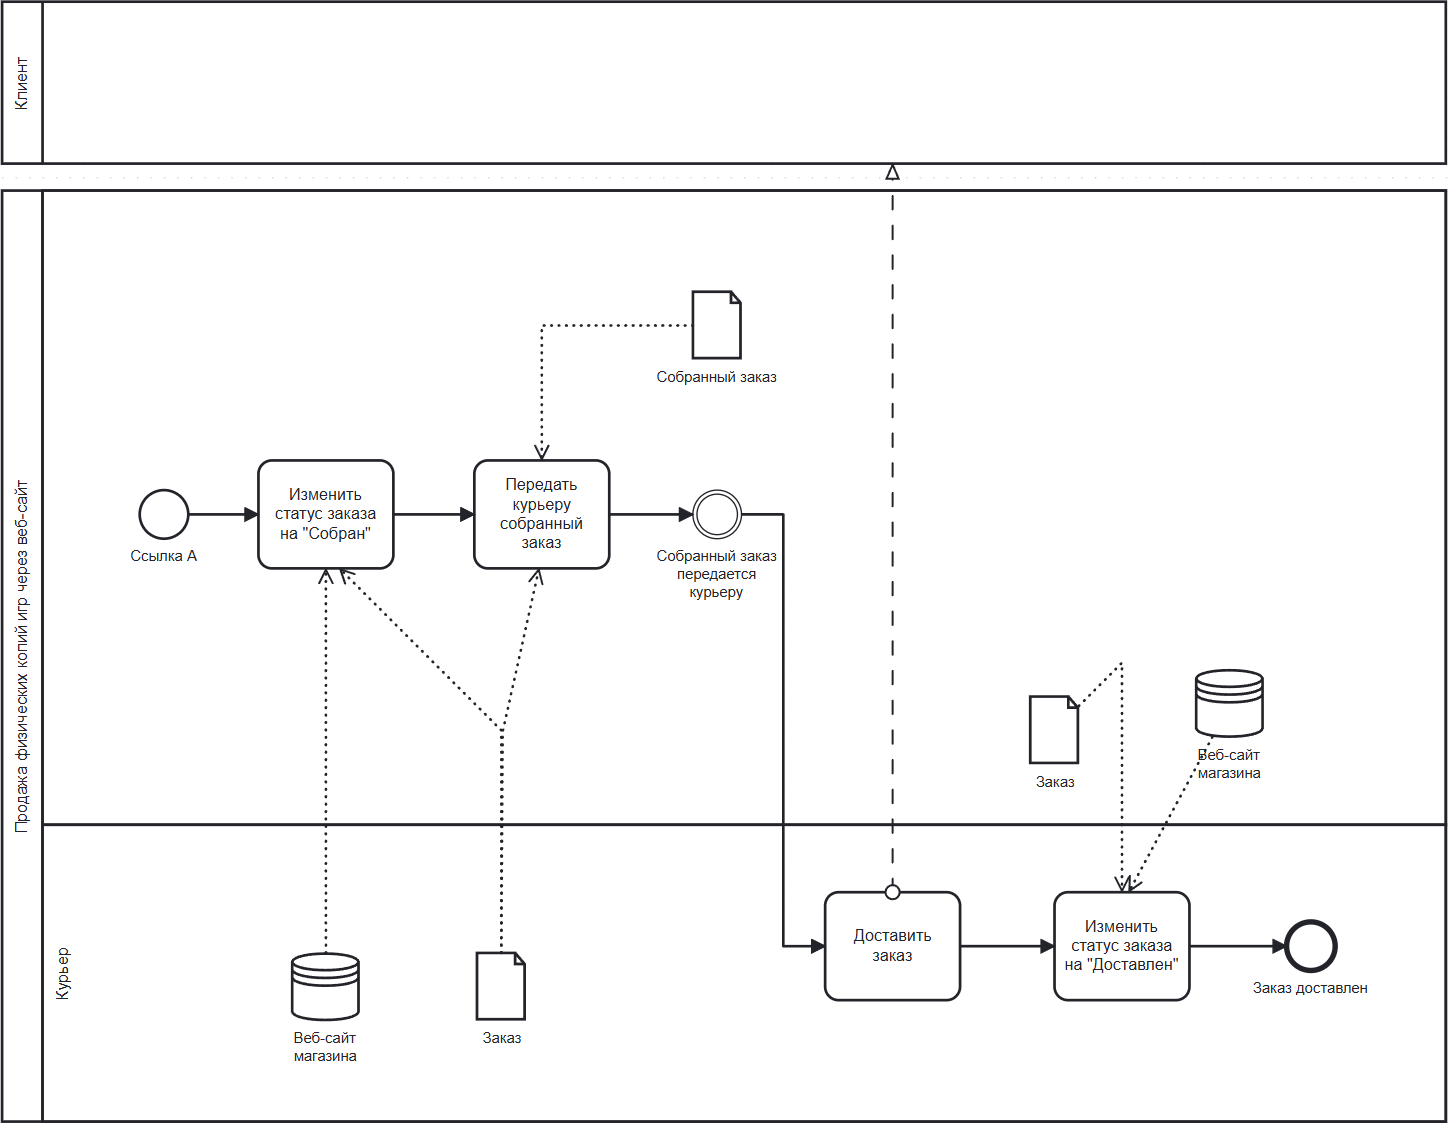 Клиент
Продажа физических копий игр через веб-сайт
Собранный заказ
Ссылка А
Изменить
статус заказа
на "Собран"
Передать
курьеру
собранный
заказ
Собранный заказ
передается
курьеру
Заказ
Веб-сайт
магазина
Курьер
Веб-сайт
магазина
Заказ
Доставить
заказ
Изменить
статус заказа
на "Доставлен"
Заказ доставлен